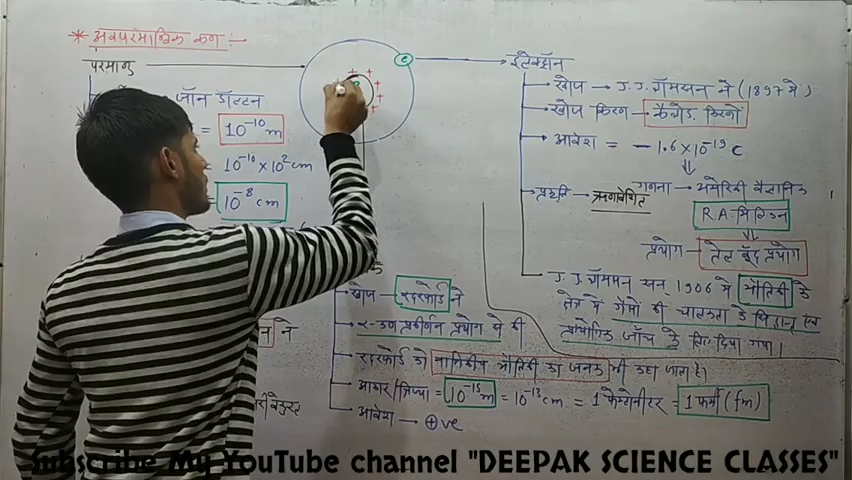 * अवपरमाण्विक कण :-
परमाणु
जॉन डॉल्टन
= 10⁻¹⁰ m
= 10⁻¹⁰ × 10² cm
= 10⁻⁸ cm
e
+ + + + +
इलेक्ट्रॉन
खोज → J.J. थॉमसन ने (1897 में)
खोज किरण - कैथोड किरणों
आवेश = - 1.6 × 10⁻¹⁹ C
गणना → अमेरिकी वैज्ञानिक
R.A - मिलिकन
प्रयोग - तेल बूँद प्रयोग
प्रकृति → ऋणावेशित
J.J. थॉमसन सन 1906 में भौतिकी के
क्षेत्र में गैसों की चालकता के सिद्धान्त एवं
प्रायोगिक जाँच के लिए दिया गया।
खोज - रदरफोर्ड ने
α-कण प्रकीर्णन प्रयोग से की
रदरफोर्ड को नाभिकीय भौतिकी का जनक भी कहा जाता है।
आकार/त्रिज्या = 10⁻¹⁵ m = 10⁻¹³ cm = 1 फेम्टोमीटर = 1 फर्मी (fm)
आवेश → ⊕ve
ने
Subscribe My YouTube channel "DEEPAK SCIENCE CLASSES"